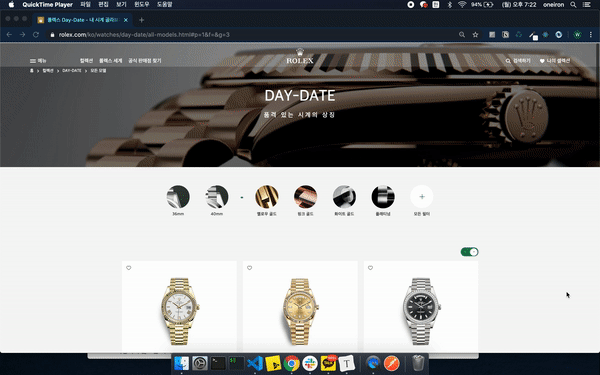 QuickTime Player 파일 편집 보기 윈도우 도움말
94% (월) 오후 7:22 oneiron
롤렉스 Day-Date - 내 시계 골라
rolex.com/ko/watches/day-date/all-models.html#p=1&f=&g=3
메뉴 컬렉션 롤렉스 세계 공식 판매점 찾기
ROLEX
검색하기 나의 셀렉션
홈 > 컬렉션 > DAY-DATE > 모든 모델
DAY-DATE
품격 있는 시계의 상징
36mm
40mm
옐로우 골드
핑크 골드
화이트 골드
플래티넘
모든 필터